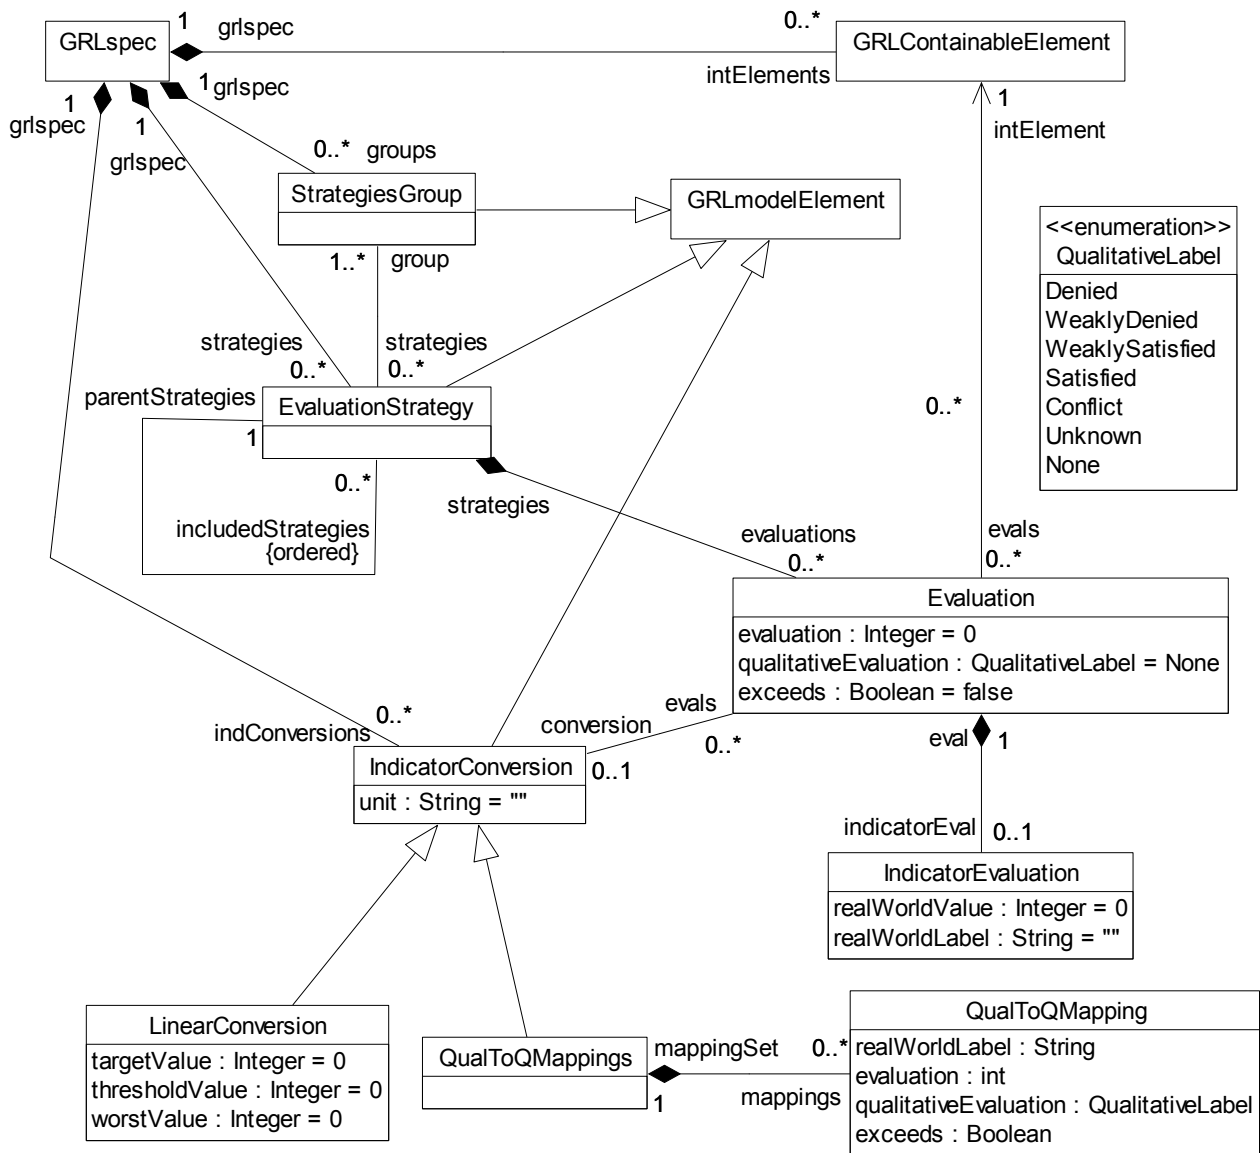 1
grlspec
0..*
GRLspec
GRLContainableElement
1
grlspec
intElements
1
grlspec
1
grlspec
1
intElement
0..*
groups
StrategiesGroup
GRLmodelElement
<<enumeration>>
QualitativeLabel
Denied
WeaklyDenied
WeaklySatisfied
Satisfied
Conflict
Unknown
None
1..*
group
strategies
0..*
strategies
0..*
parentStrategies
1
EvaluationStrategy
0..*
0..*
includedStrategies
{ordered}
strategies
evaluations
0..*
evals
0..*
Evaluation
evaluation : Integer = 0
qualitativeEvaluation : QualitativeLabel = None
exceeds : Boolean = false
indConversions
0..*
conversion
0..1
evals
0..*
eval
1
IndicatorConversion
unit : String = ""
indicatorEval
0..1
IndicatorEvaluation
realWorldValue : Integer = 0
realWorldLabel : String = ""
LinearConversion
targetValue : Integer = 0
thresholdValue : Integer = 0
worstValue : Integer = 0
QualToQMappings
mappingSet
1
0..*
mappings
QualToQMapping
realWorldLabel : String
evaluation : int
qualitativeEvaluation : QualitativeLabel
exceeds : Boolean